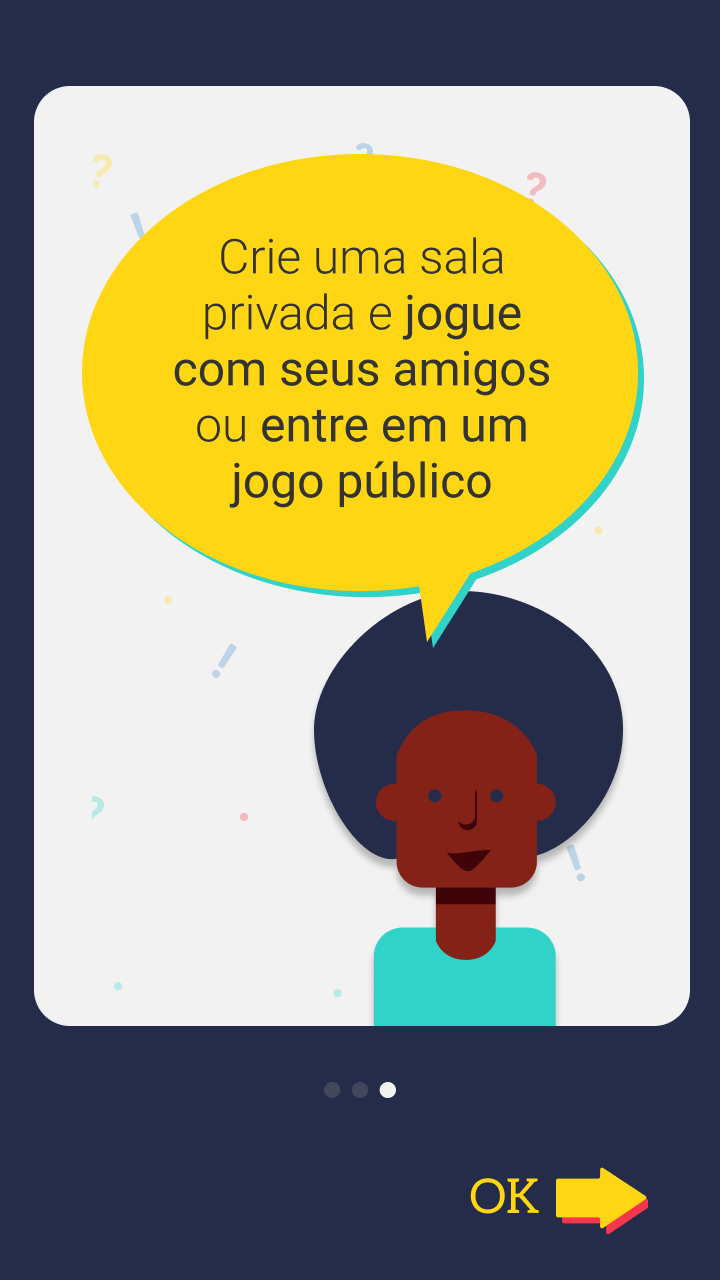 Crie uma sala
privada e jogue
com seus amigos
ou entre em um
jogo público
OK